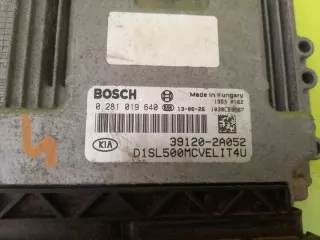 BOSCH
Made in Hungary
0 281 019 640
39120-2A052
KIA
D1SL500MCVELIT4U